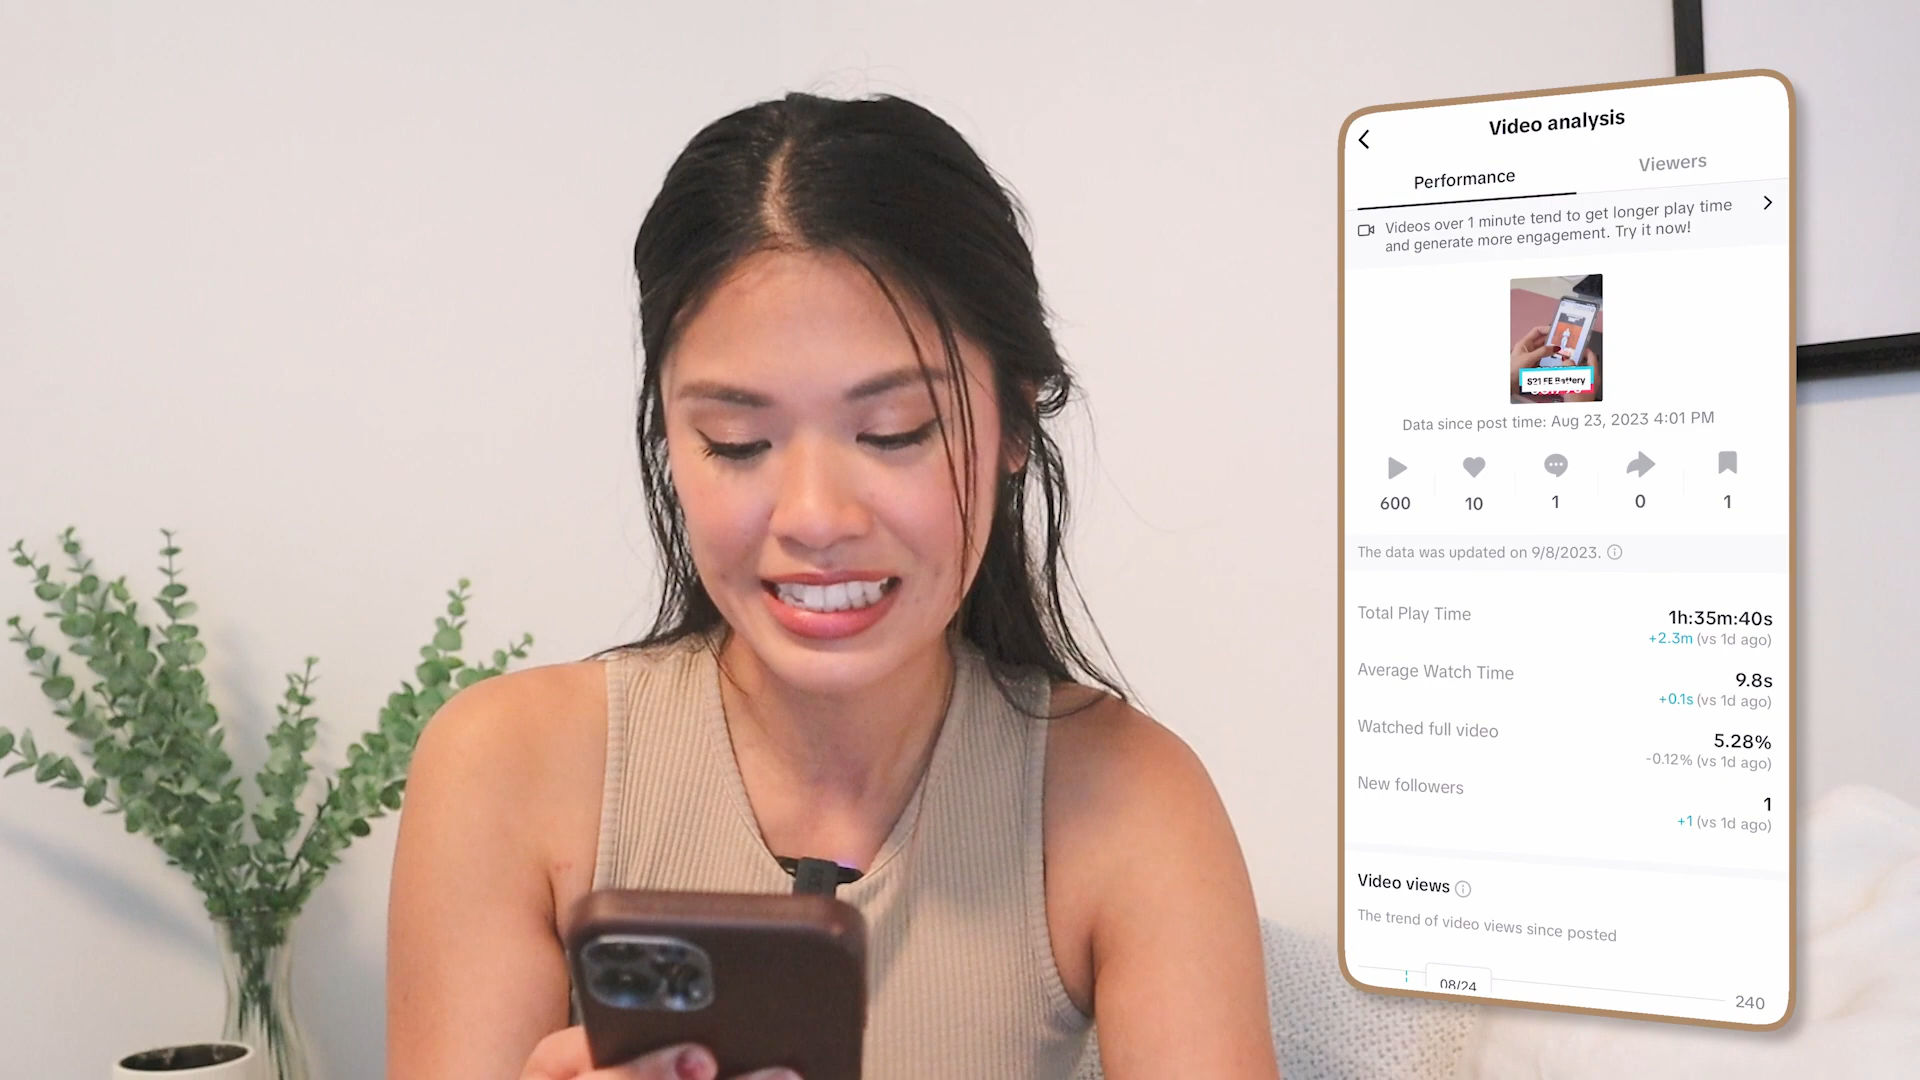 Video analysis
Performance
Viewers
Videos over 1 minute tend to get longer play time
and generate more engagement. Try it now!
S21 FE Battery
Data since post time: Aug 23, 2023 4:01 PM
600
10
1
0
1
The data was updated on 9/8/2023.
Total Play Time
1h:35m:40s
+2.3m (vs 1d ago)
Average Watch Time
9.8s
+0.1s (vs 1d ago)
Watched full video
5.28%
-0.12% (vs 1d ago)
New followers
1
+1 (vs 1d ago)
Video views
The trend of video views since posted
08/24
240